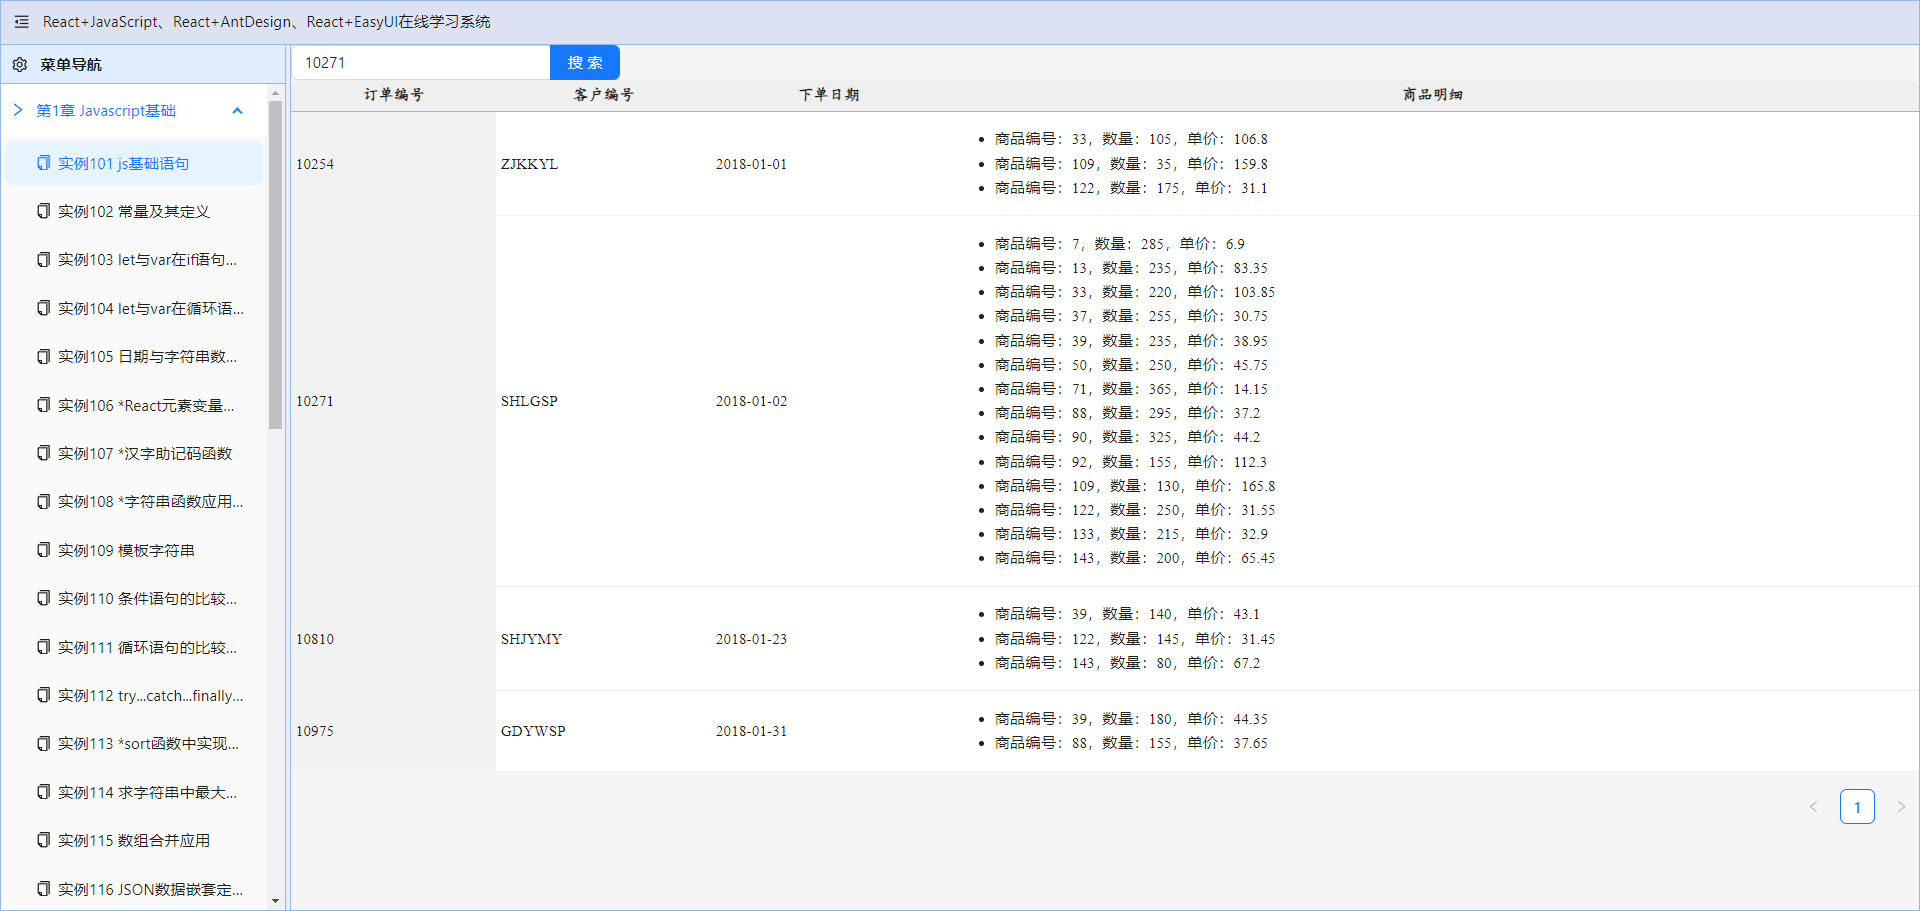 React+JavaScript、React+AntDesign、React+EasyUI在线学习系统
菜单导航
第1章 Javascript基础
实例101 js基础语句
实例102 常量及其定义
实例103 let与var在if语句...
实例104 let与var在循环语...
实例105 日期与字符串数...
实例106 *React元素变量...
实例107 *汉字助记码函数
实例108 *字符串函数应用...
实例109 模板字符串
实例110 条件语句的比较...
实例111 循环语句的比较...
实例112 try...catch...finally...
实例113 *sort函数中实现...
实例114 求字符串中最大...
实例115 数组合并应用
实例116 JSON数据嵌套定...
10271 搜 索
订单编号 客户编号 下单日期 商品明细
10254 ZJKKYL 2018-01-01
商品编号：33，数量：105，单价：106.8
商品编号：109，数量：35，单价：159.8
商品编号：122，数量：175，单价：31.1
10271 SHLGSP 2018-01-02
商品编号：7，数量：285，单价：6.9
商品编号：13，数量：235，单价：83.35
商品编号：33，数量：220，单价：103.85
商品编号：37，数量：255，单价：30.75
商品编号：39，数量：235，单价：38.95
商品编号：50，数量：250，单价：45.75
商品编号：71，数量：365，单价：14.15
商品编号：88，数量：295，单价：37.2
商品编号：90，数量：325，单价：44.2
商品编号：92，数量：155，单价：112.3
商品编号：109，数量：130，单价：165.8
商品编号：122，数量：250，单价：31.55
商品编号：133，数量：215，单价：32.9
商品编号：143，数量：200，单价：65.45
10810 SHJYMY 2018-01-23
商品编号：39，数量：140，单价：43.1
商品编号：122，数量：145，单价：31.45
商品编号：143，数量：80，单价：67.2
10975 GDYWSP 2018-01-31
商品编号：39，数量：180，单价：44.35
商品编号：88，数量：155，单价：37.65
1